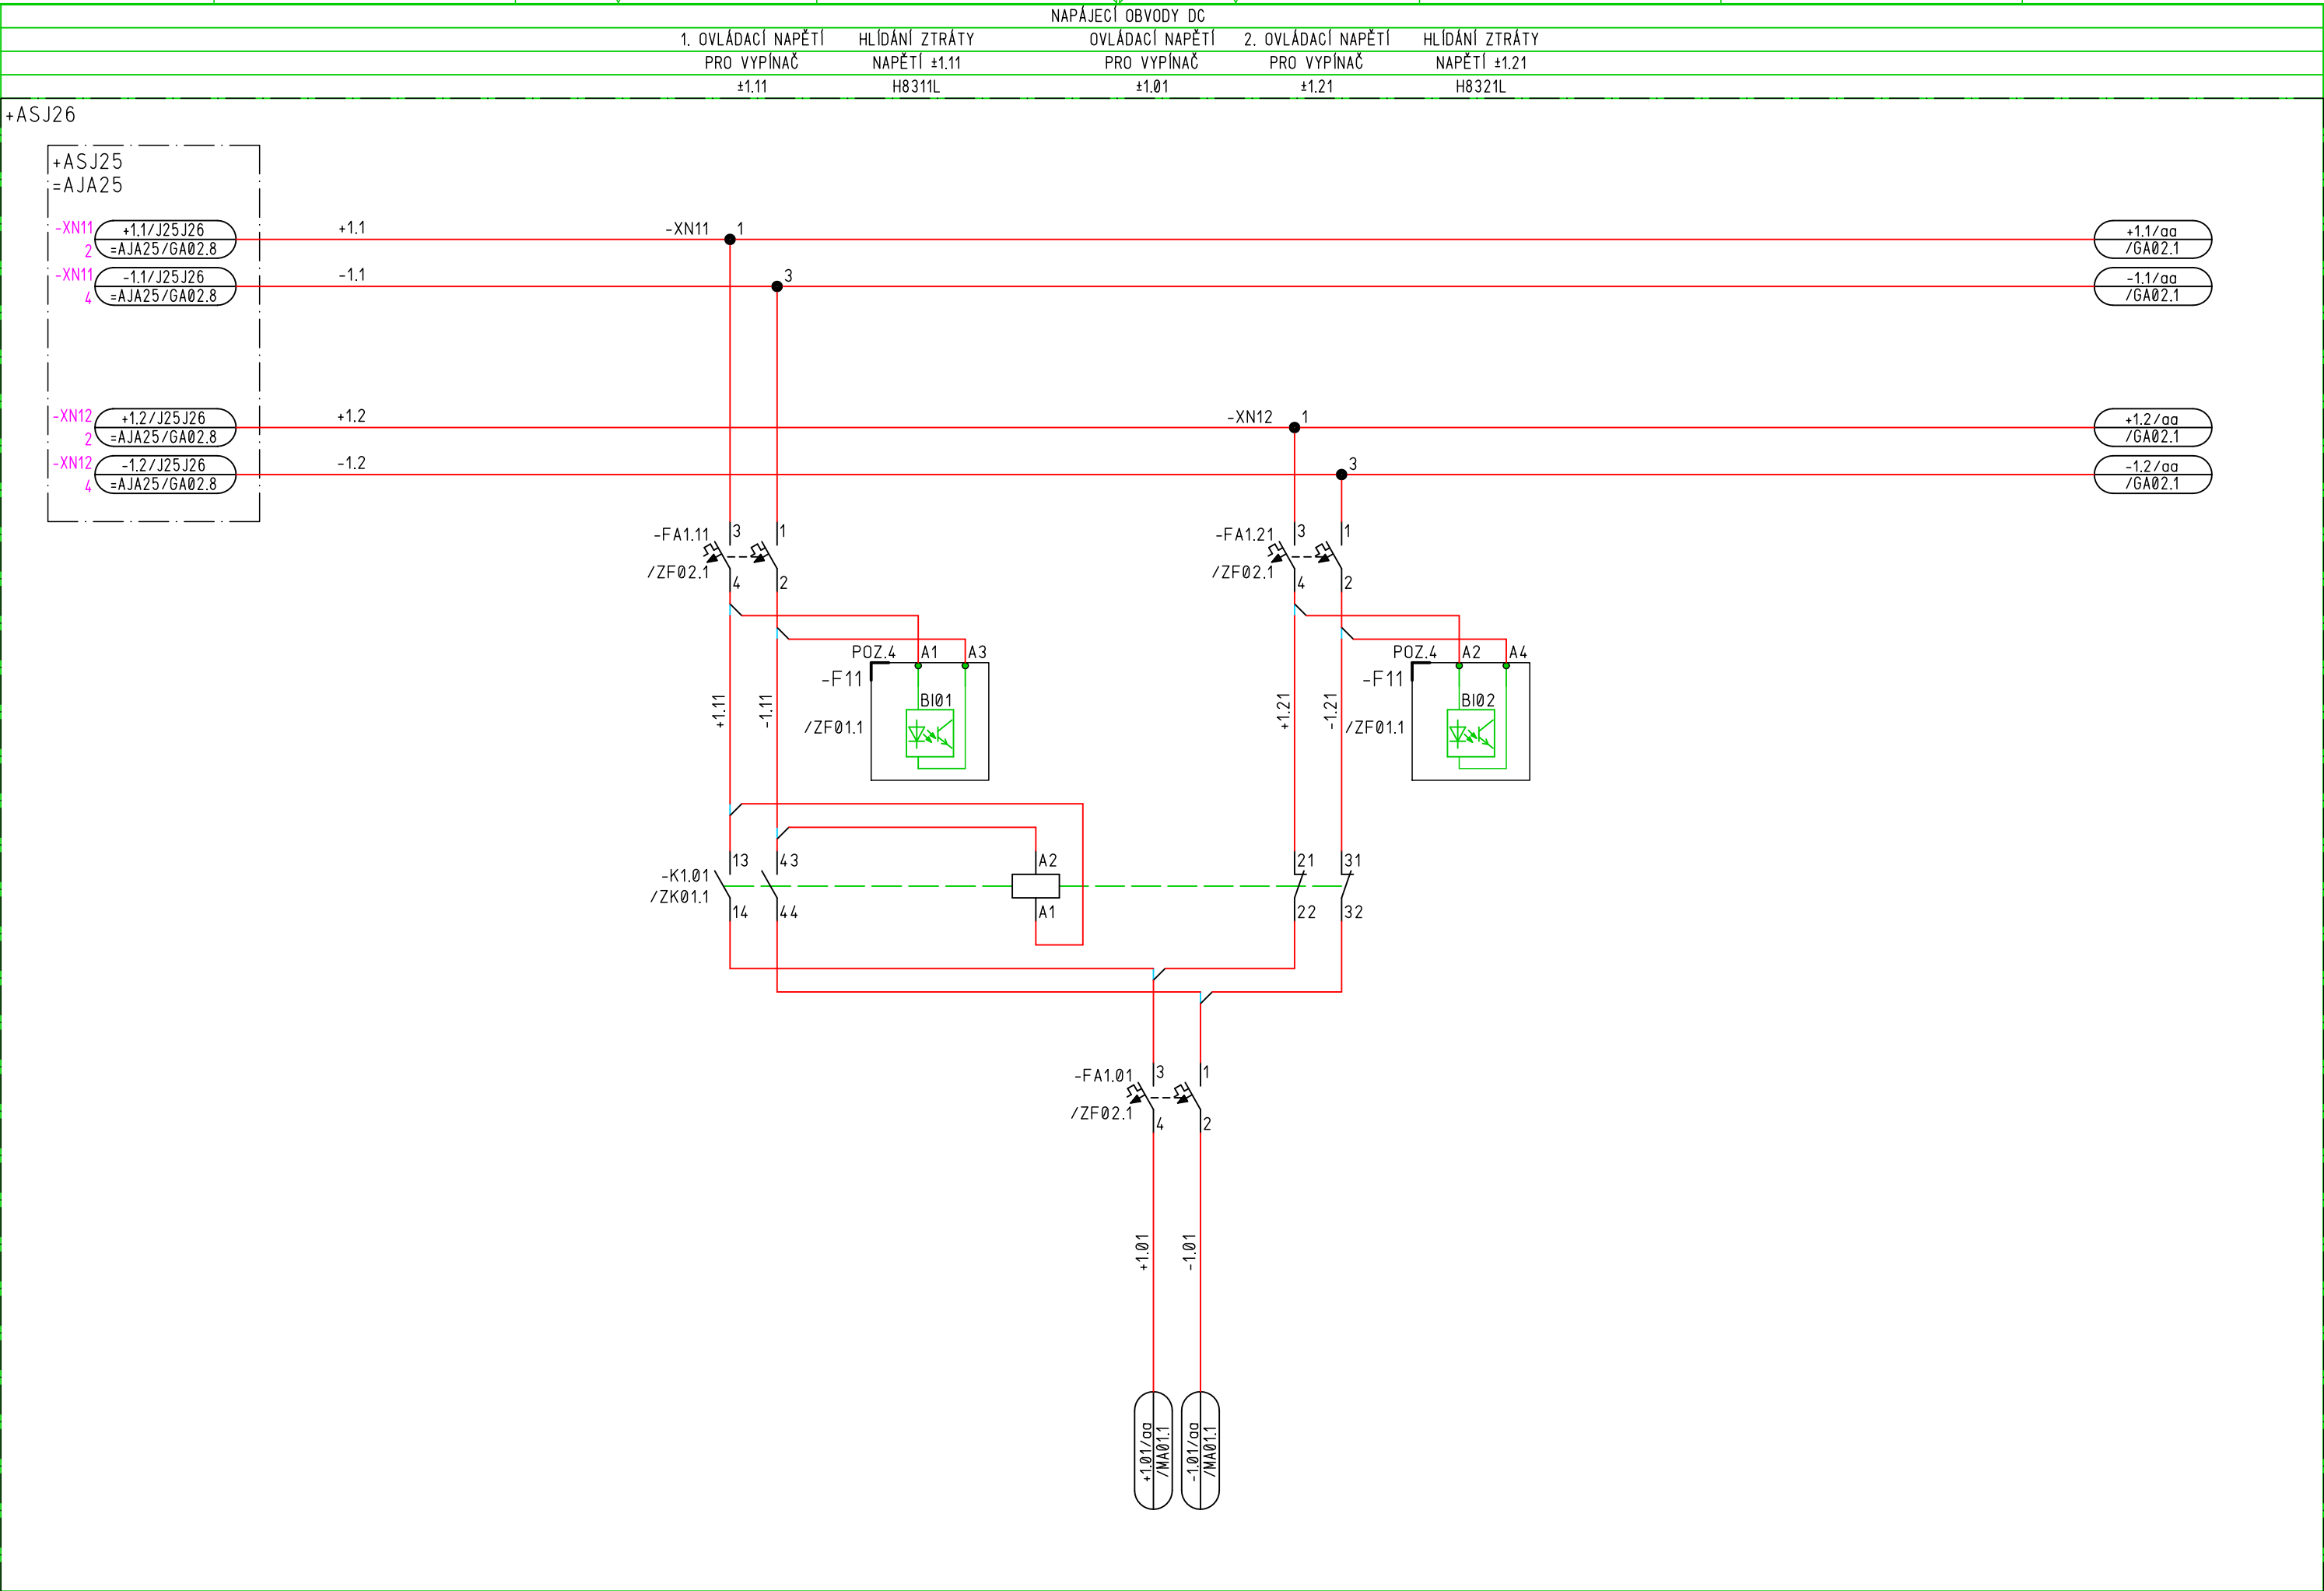 NAPÁJECÍ OBVODY DC
1. OVLÁDACÍ NAPĚTÍ HLÍDÁNÍ ZTRÁTY OVLÁDACÍ NAPĚTÍ 2. OVLÁDACÍ NAPĚTÍ HLÍDÁNÍ ZTRÁTY
PRO VYPÍNAČ NAPĚTÍ ±1.11 PRO VYPÍNAČ PRO VYPÍNAČ NAPĚTÍ ±1.21
±1.11 H8311L ±1.01 ±1.21 H8321L
+ASJ26
+ASJ25
=AJA25
-XN11 +1.1/J25J26 +1.1 -XN11 1 +1.1/aa
2 =AJA25/GA02.8 /GA02.1
-XN11 -1.1/J25J26 -1.1 3 -1.1/aa
4 =AJA25/GA02.8 /GA02.1
-XN12 +1.2/J25J26 +1.2 -XN12 1 +1.2/aa
2 =AJA25/GA02.8 /GA02.1
-XN12 -1.2/J25J26 -1.2 3 -1.2/aa
4 =AJA25/GA02.8 /GA02.1
-FA1.11 3 1 -FA1.21 3 1
/ZF02.1 4 2 /ZF02.1 4 2
POZ.4 A1 A3 POZ.4 A2 A4
-F11 -F11
+1.11 -1.11 BI01 +1.21 -1.21 BI02
/ZF01.1 /ZF01.1
13 43 A2 21 31
-K1.01
/ZK01.1
14 44 A1 22 32
-FA1.01 3 1
/ZF02.1 4 2
+1.01 -1.01
+1.01/aa
/MA01.1
-1.01/aa
/MA01.1